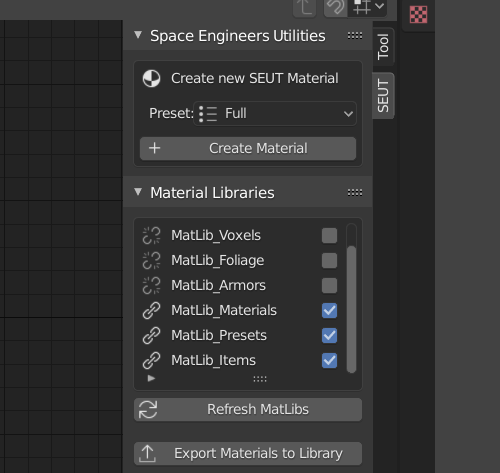 Space Engineers Utilities
Tool
Create new SEUT Material
SEUT
Preset: Full
Create Material
Material Libraries
MatLib_Voxels
MatLib_Foliage
MatLib_Armors
MatLib_Materials
MatLib_Presets
MatLib_Items
Refresh MatLibs
Export Materials to Library